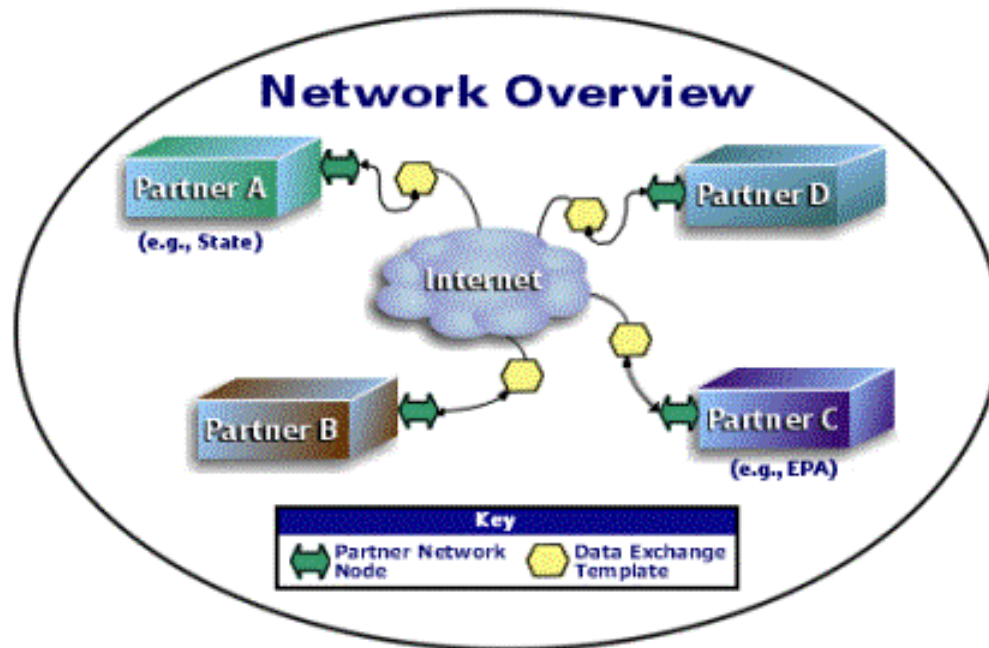 Network Overview
Partner A
(e.g., State)
Partner D
Internet
Partner B
Partner C
(e.g., EPA)
Key
Partner Network
Node
Data Exchange
Template